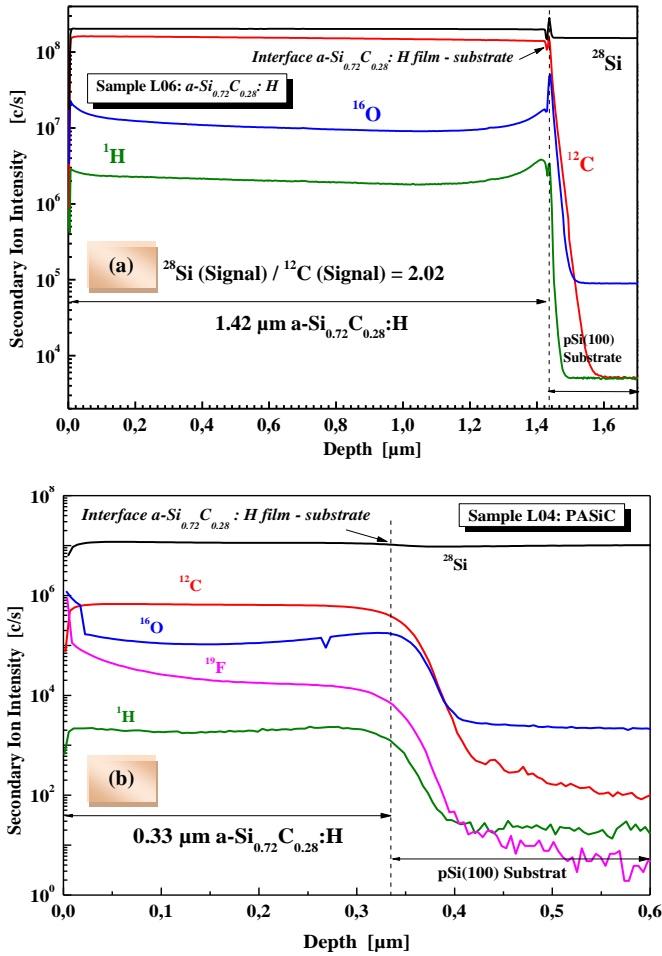 10⁸
10⁷
10⁶
10⁵
10⁴
Secondary Ion Intensity [c/s]
Interface a-Si₀.₇₂C₀.₂₈: H film - substrate
²⁸Si
Sample L06: a-Si₀.₇₂C₀.₂₈: H
¹⁶O
¹H
¹²C
(a)
²⁸Si (Signal) / ¹²C (Signal) = 2.02
1.42 µm a-Si₀.₇₂C₀.₂₈:H
pSi(100)
Substrate
0,0 0,2 0,4 0,6 0,8 1,0 1,2 1,4 1,6
Depth [µm]
10⁸
10⁶
10⁴
10²
10⁰
Secondary Ion Intensity [c/s]
Interface a-Si₀.₇₂C₀.₂₈ : H film - substrate
Sample L04: PASiC
²⁸Si
¹²C
¹⁶O
¹⁹F
¹H
(b)
0.33 µm a-Si₀.₇₂C₀.₂₈:H
pSi(100) Substrat
0,0 0,1 0,2 0,3 0,4 0,5 0,6
Depth [µm]